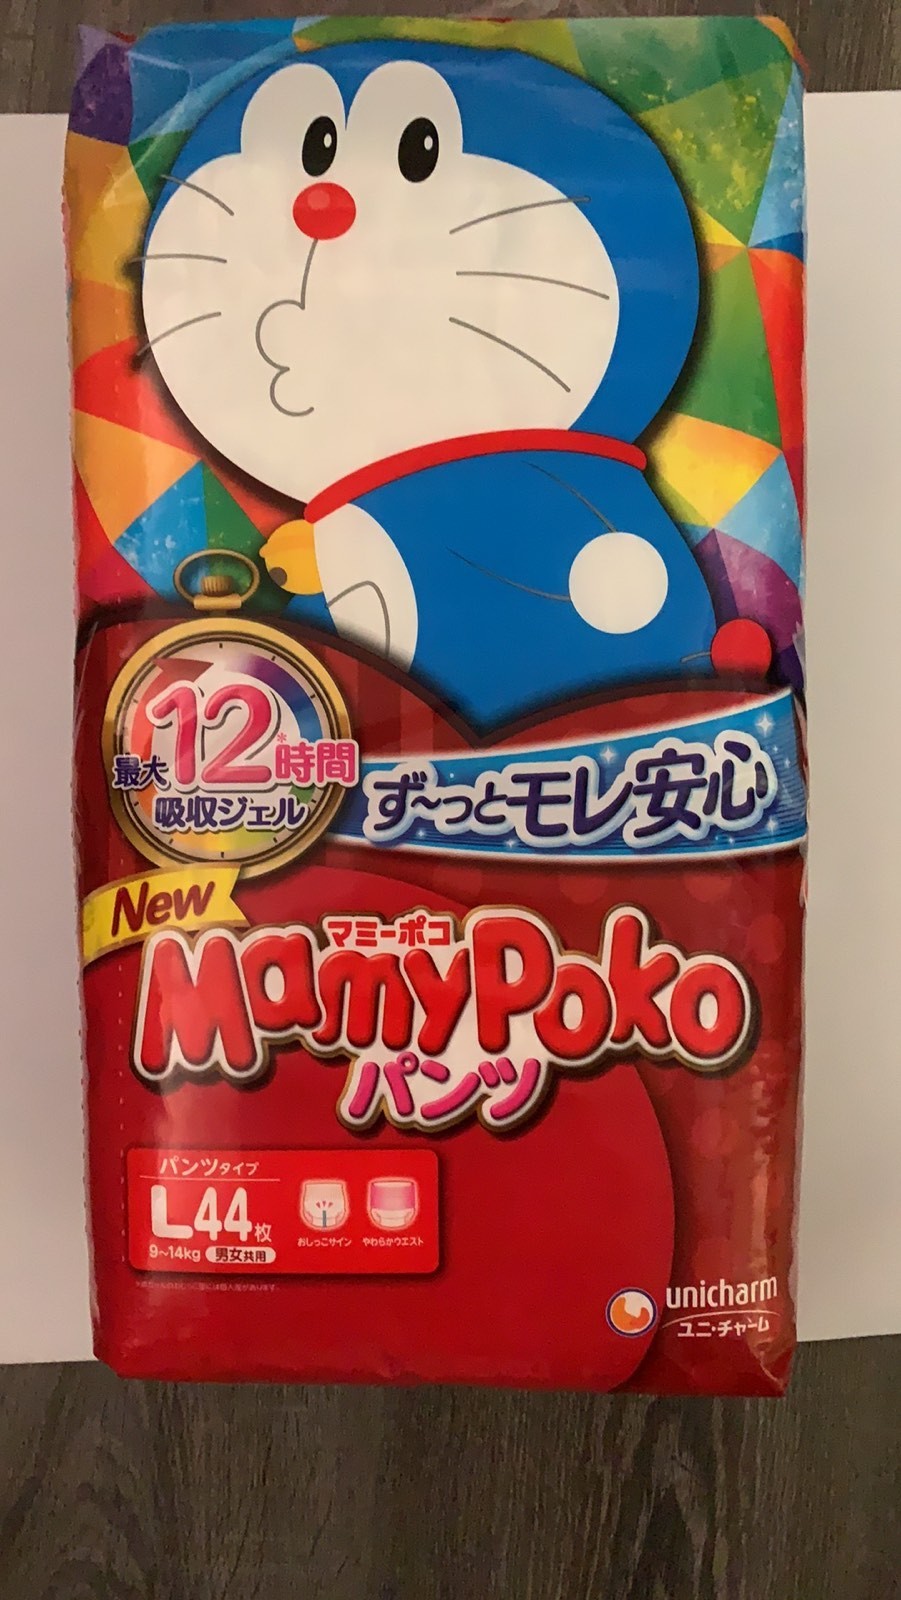 最大12*時間
吸収ジェル
ず〜っとモレ安心
New
マミーポコ
MamyPoko
パンツ
パンツタイプ
L44枚
9~14kg 男女共用
おしっこサイン やわらかウエスト
unicharm
ユニ・チャーム